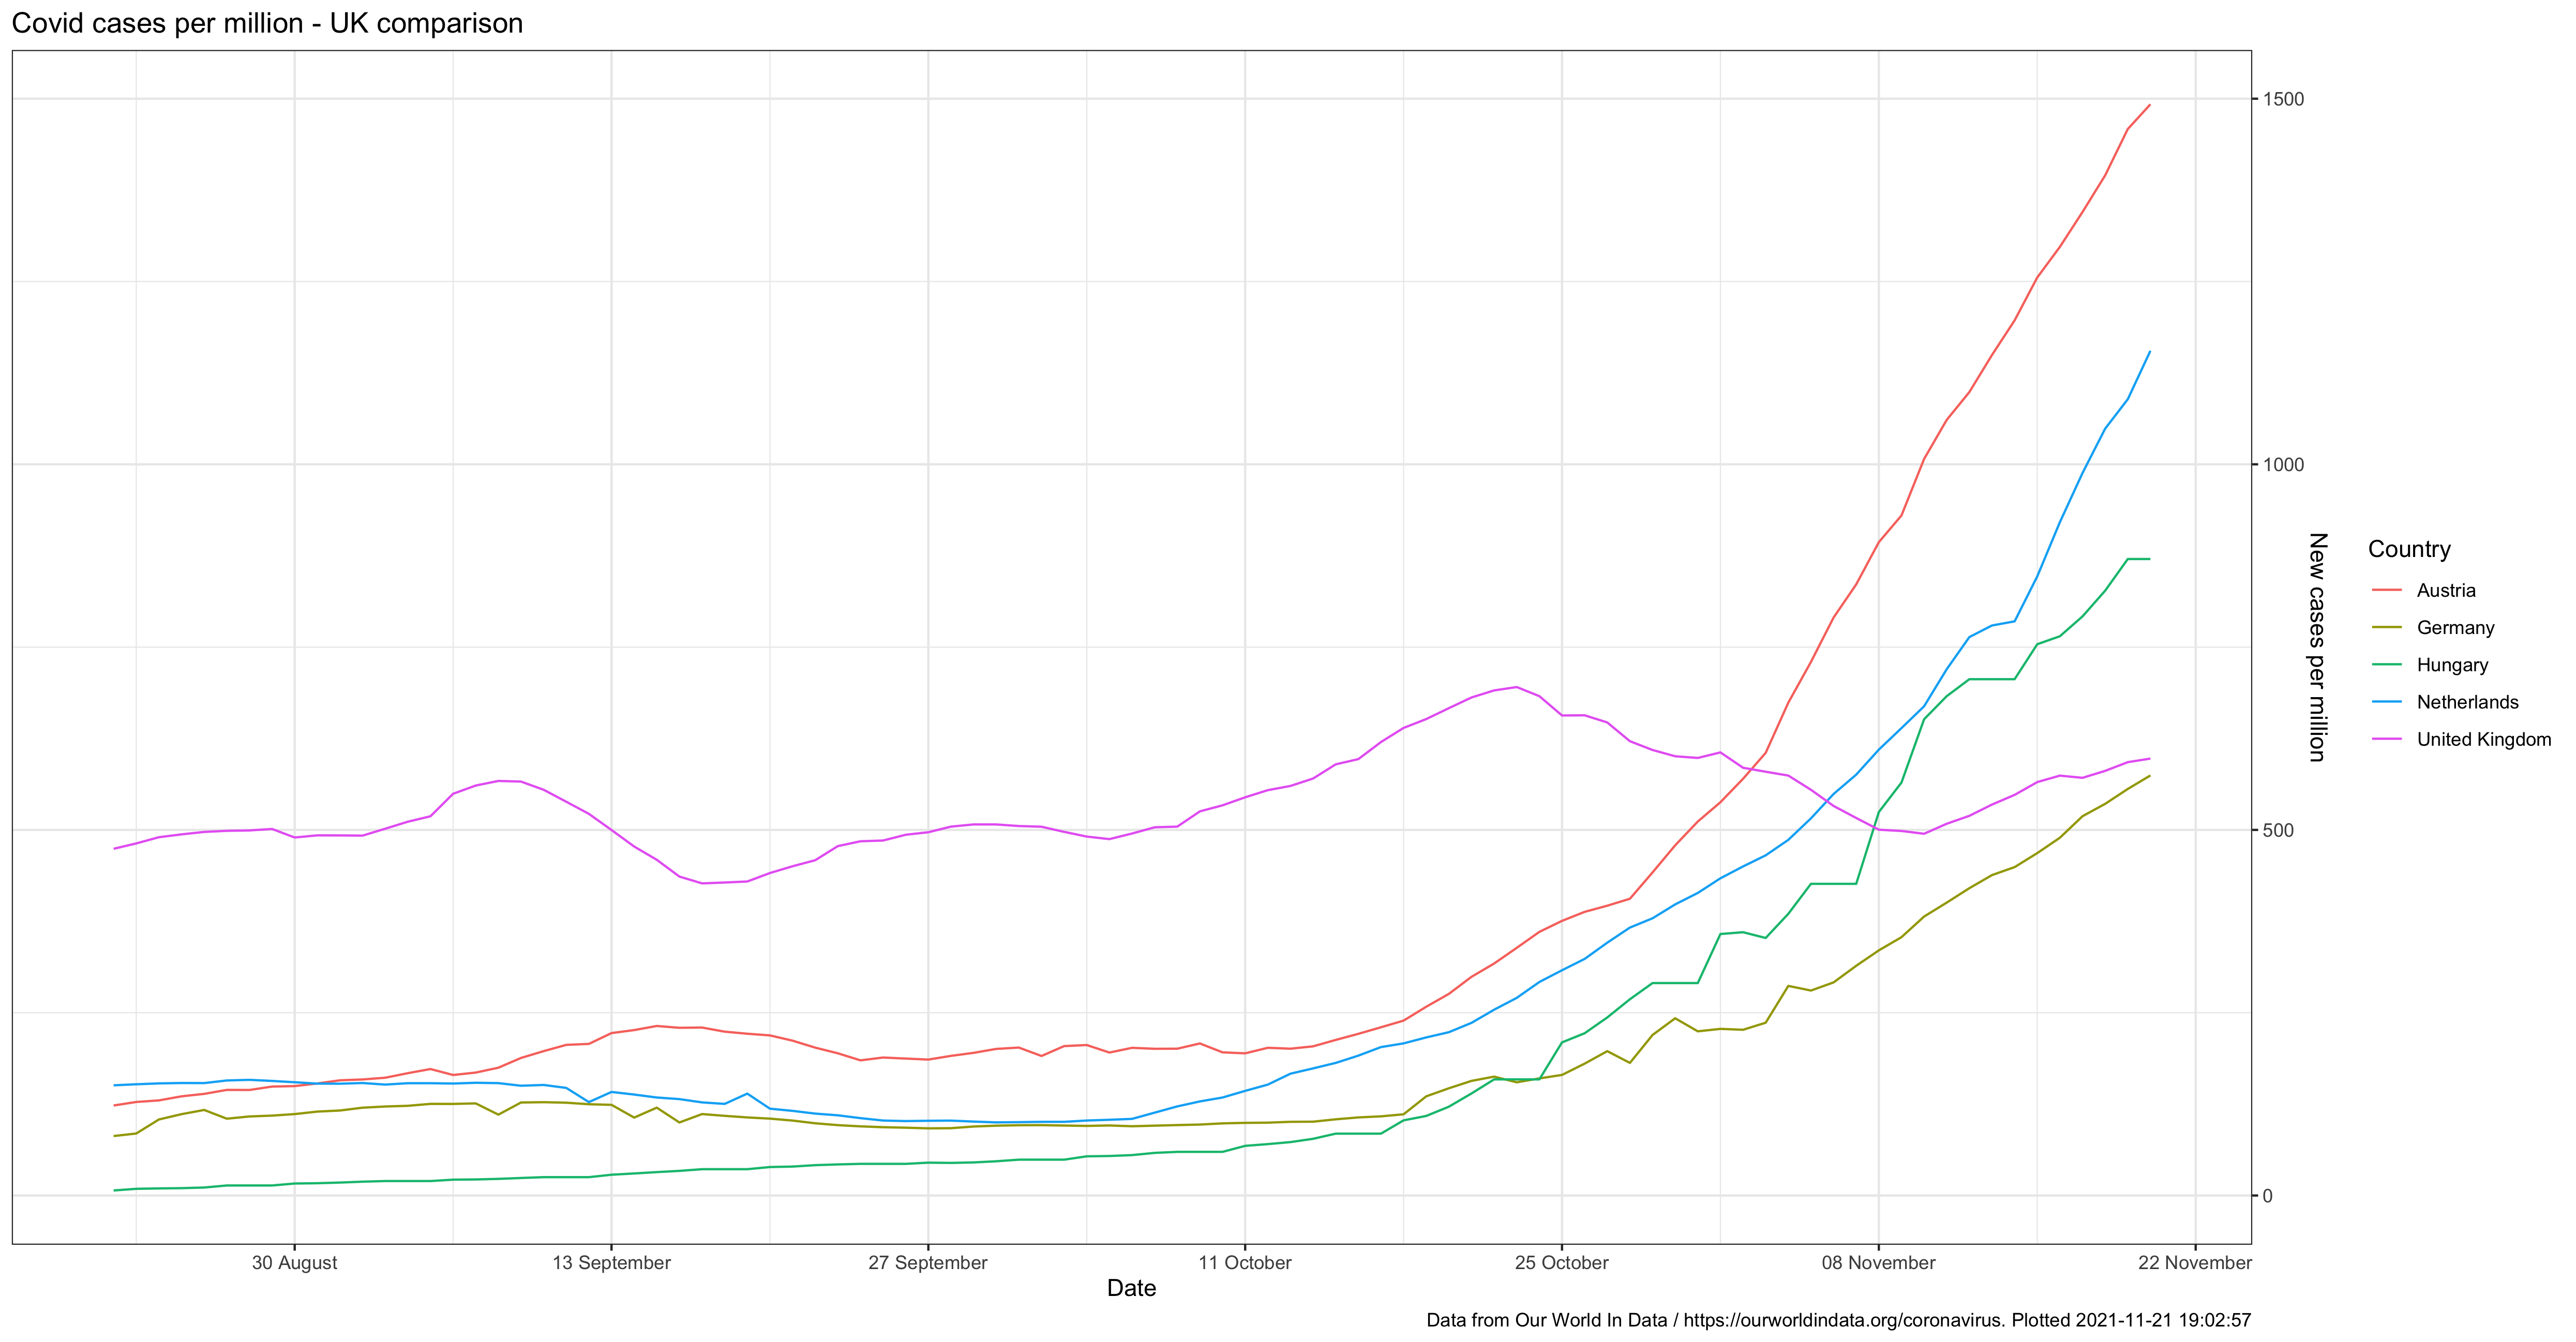 Covid cases per million - UK comparison
1500
1000
500
0
New cases per million
Country
Austria
Germany
Hungary
Netherlands
United Kingdom
30 August 13 September 27 September 11 October 25 October 08 November 22 November
Date
Data from Our World In Data / https://ourworldindata.org/coronavirus. Plotted 2021-11-21 19:02:57